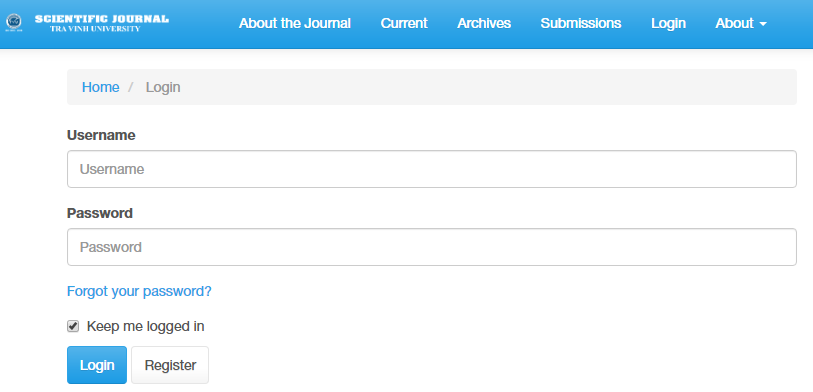 SCIENTIFIC JOURNAL
TRA VINH UNIVERSITY
About the Journal Current Archives Submissions Login About
Home / Login
Username
Username
Password
Password
Forgot your password?
Keep me logged in
Login Register